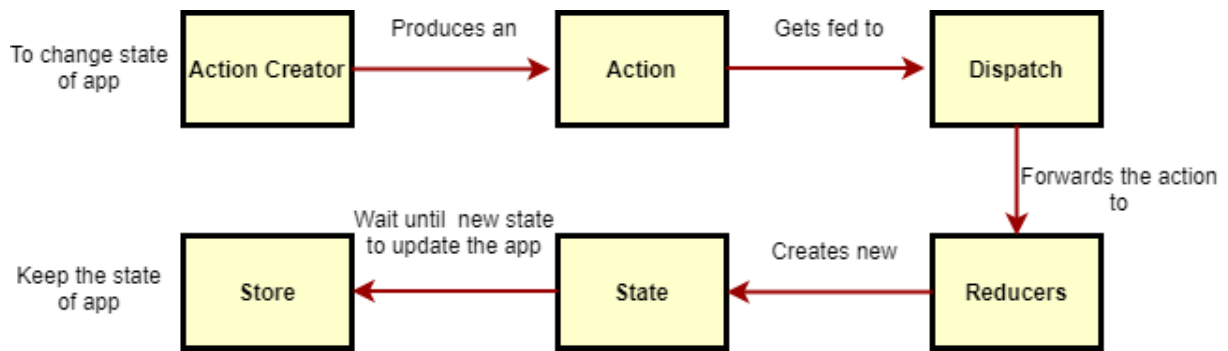 To change state
of app
Action Creator
Produces an
Action
Gets fed to
Dispatch
Forwards the action
to
Keep the state
of app
Store
Wait until new state
to update the app
State
Creates new
Reducers